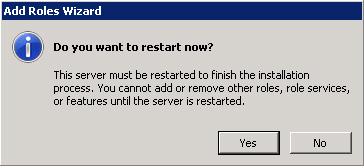 Add Roles Wizard
Do you want to restart now?
This server must be restarted to finish the installation
process. You cannot add or remove other roles, role services,
or features until the server is restarted.
Yes
No